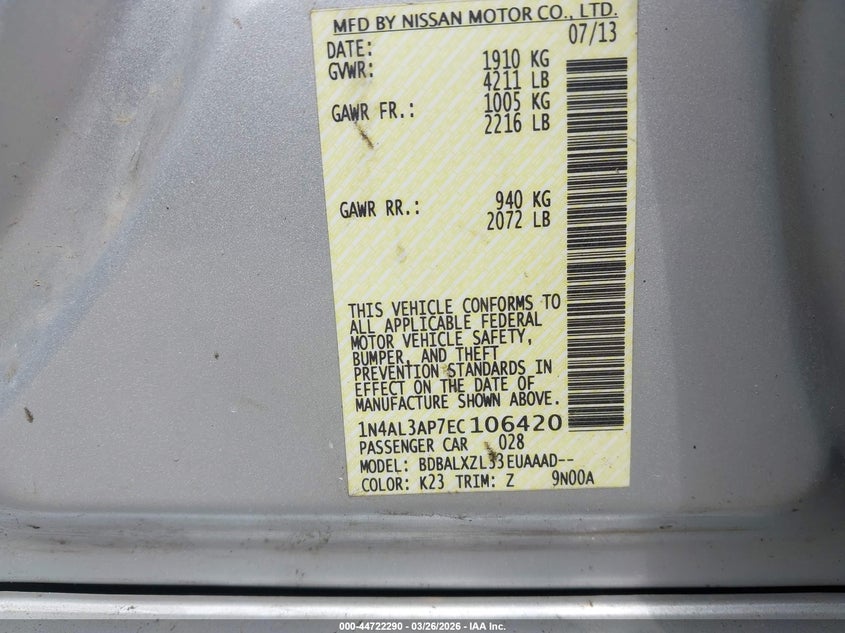 MFD BY NISSAN MOTOR CO., LTD.
DATE: 07/13
GVWR: 1910 KG
4211 LB
GAWR FR.: 1005 KG
2216 LB
GAWR RR.: 940 KG
2072 LB
THIS VEHICLE CONFORMS TO
ALL APPLICABLE FEDERAL
MOTOR VEHICLE SAFETY,
BUMPER, AND THEFT
PREVENTION STANDARDS IN
EFFECT ON THE DATE OF
MANUFACTURE SHOWN ABOVE.
1N4AL3AP7EC106420
PASSENGER CAR 028
MODEL: BDBALXZL33EUAAAD--
COLOR: K23 TRIM: Z 9N00A
000-44722290 - 03/26/2026 - IAA Inc.